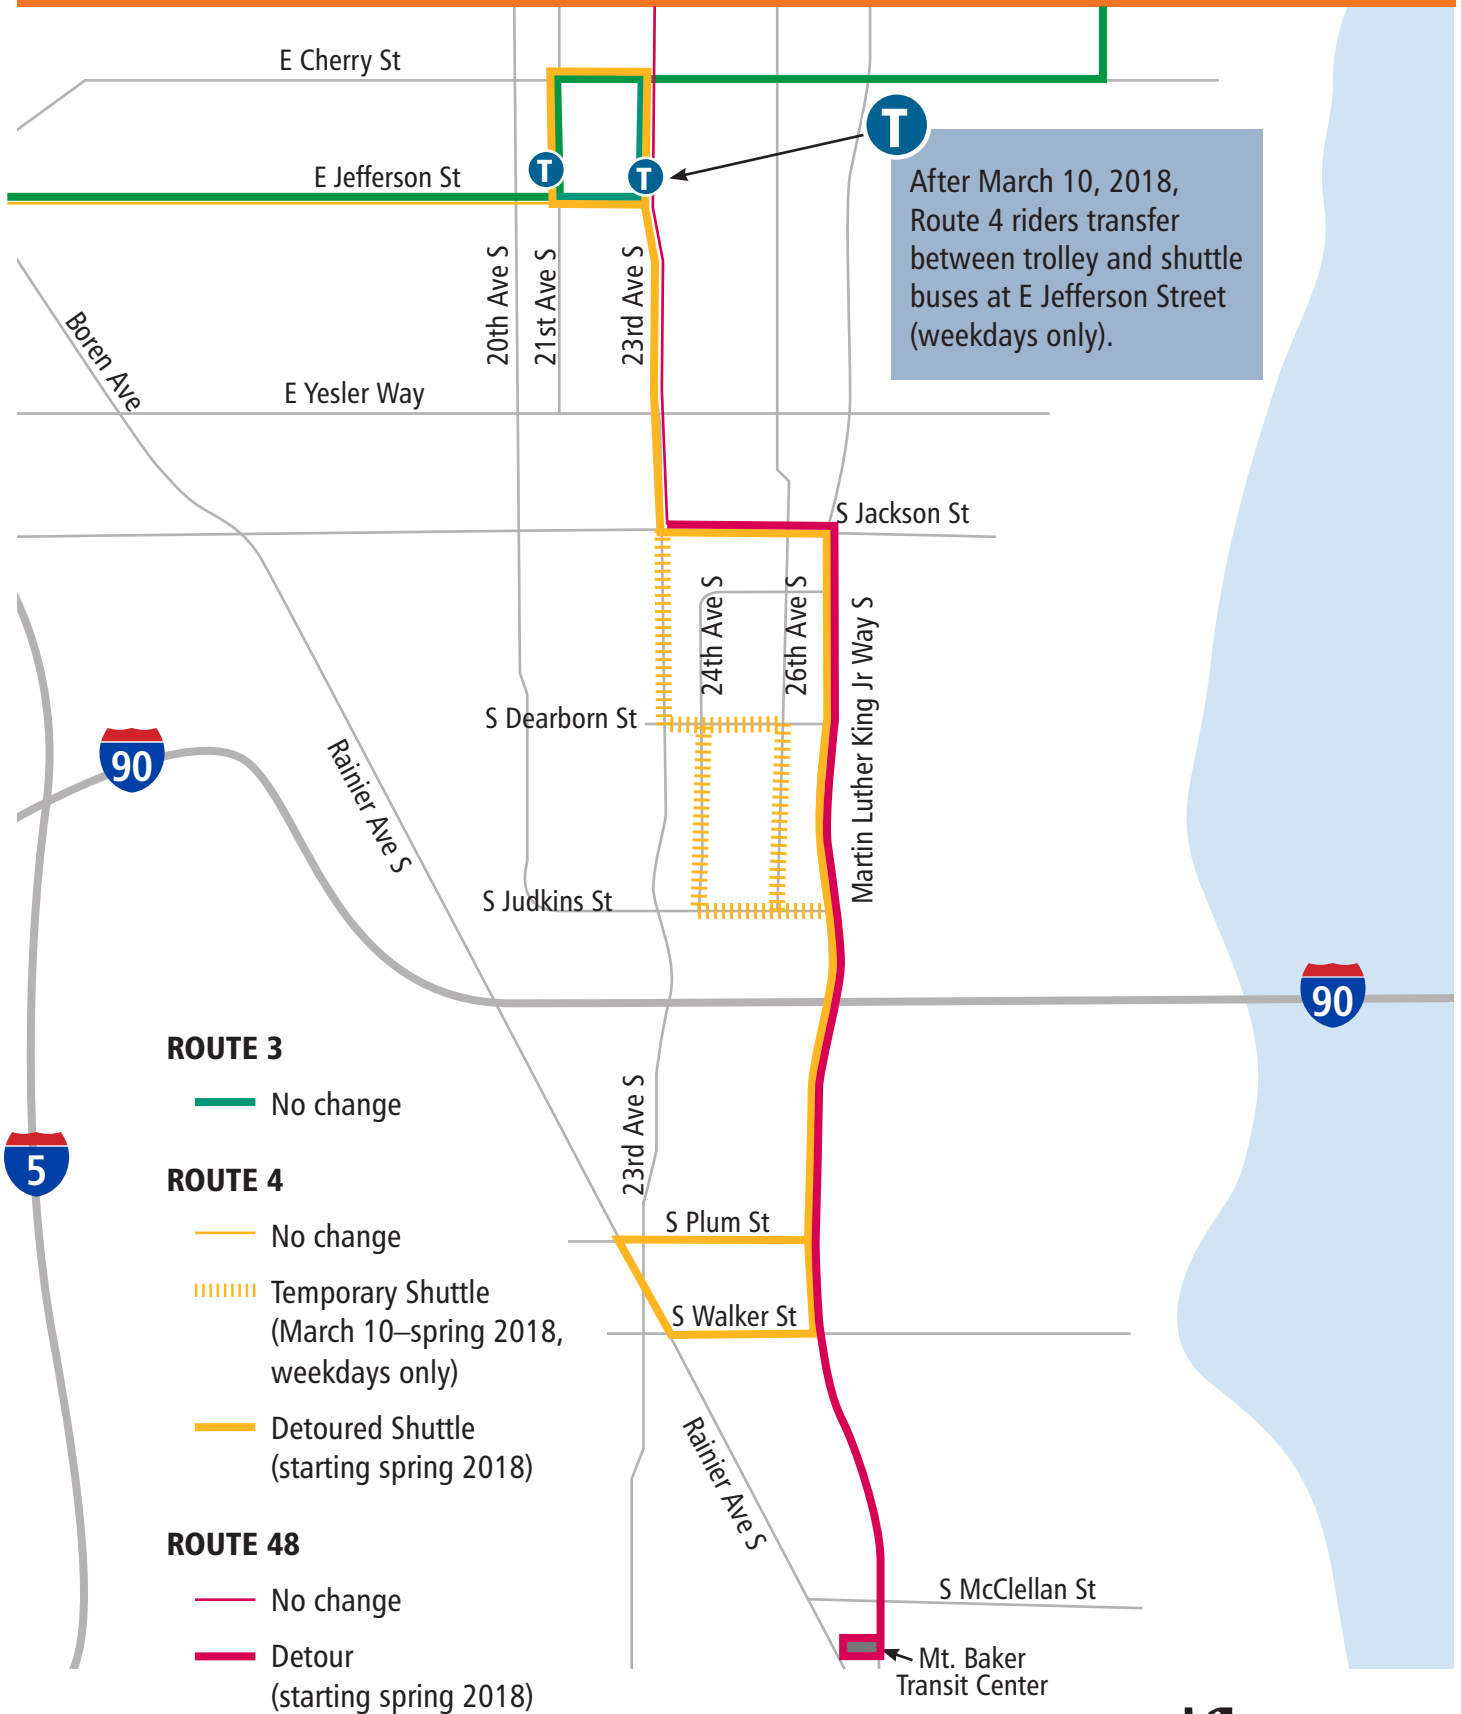 E Cherry St
T
E Jefferson St
T
T
After March 10, 2018,
Route 4 riders transfer
between trolley and shuttle
buses at E Jefferson Street
(weekdays only).
20th Ave S
21st Ave S
23rd Ave S
Boren Ave
E Yesler Way
S Jackson St
24th Ave S
26th Ave S
Martin Luther King Jr Way S
S Dearborn St
90
Rainier Ave S
S Judkins St
90
ROUTE 3
No change
23rd Ave S
5
ROUTE 4
No change
Temporary Shuttle
(March 10–spring 2018,
weekdays only)
Detoured Shuttle
(starting spring 2018)
S Plum St
S Walker St
Rainier Ave S
ROUTE 48
No change
Detour
(starting spring 2018)
S McClellan St
Mt. Baker
Transit Center